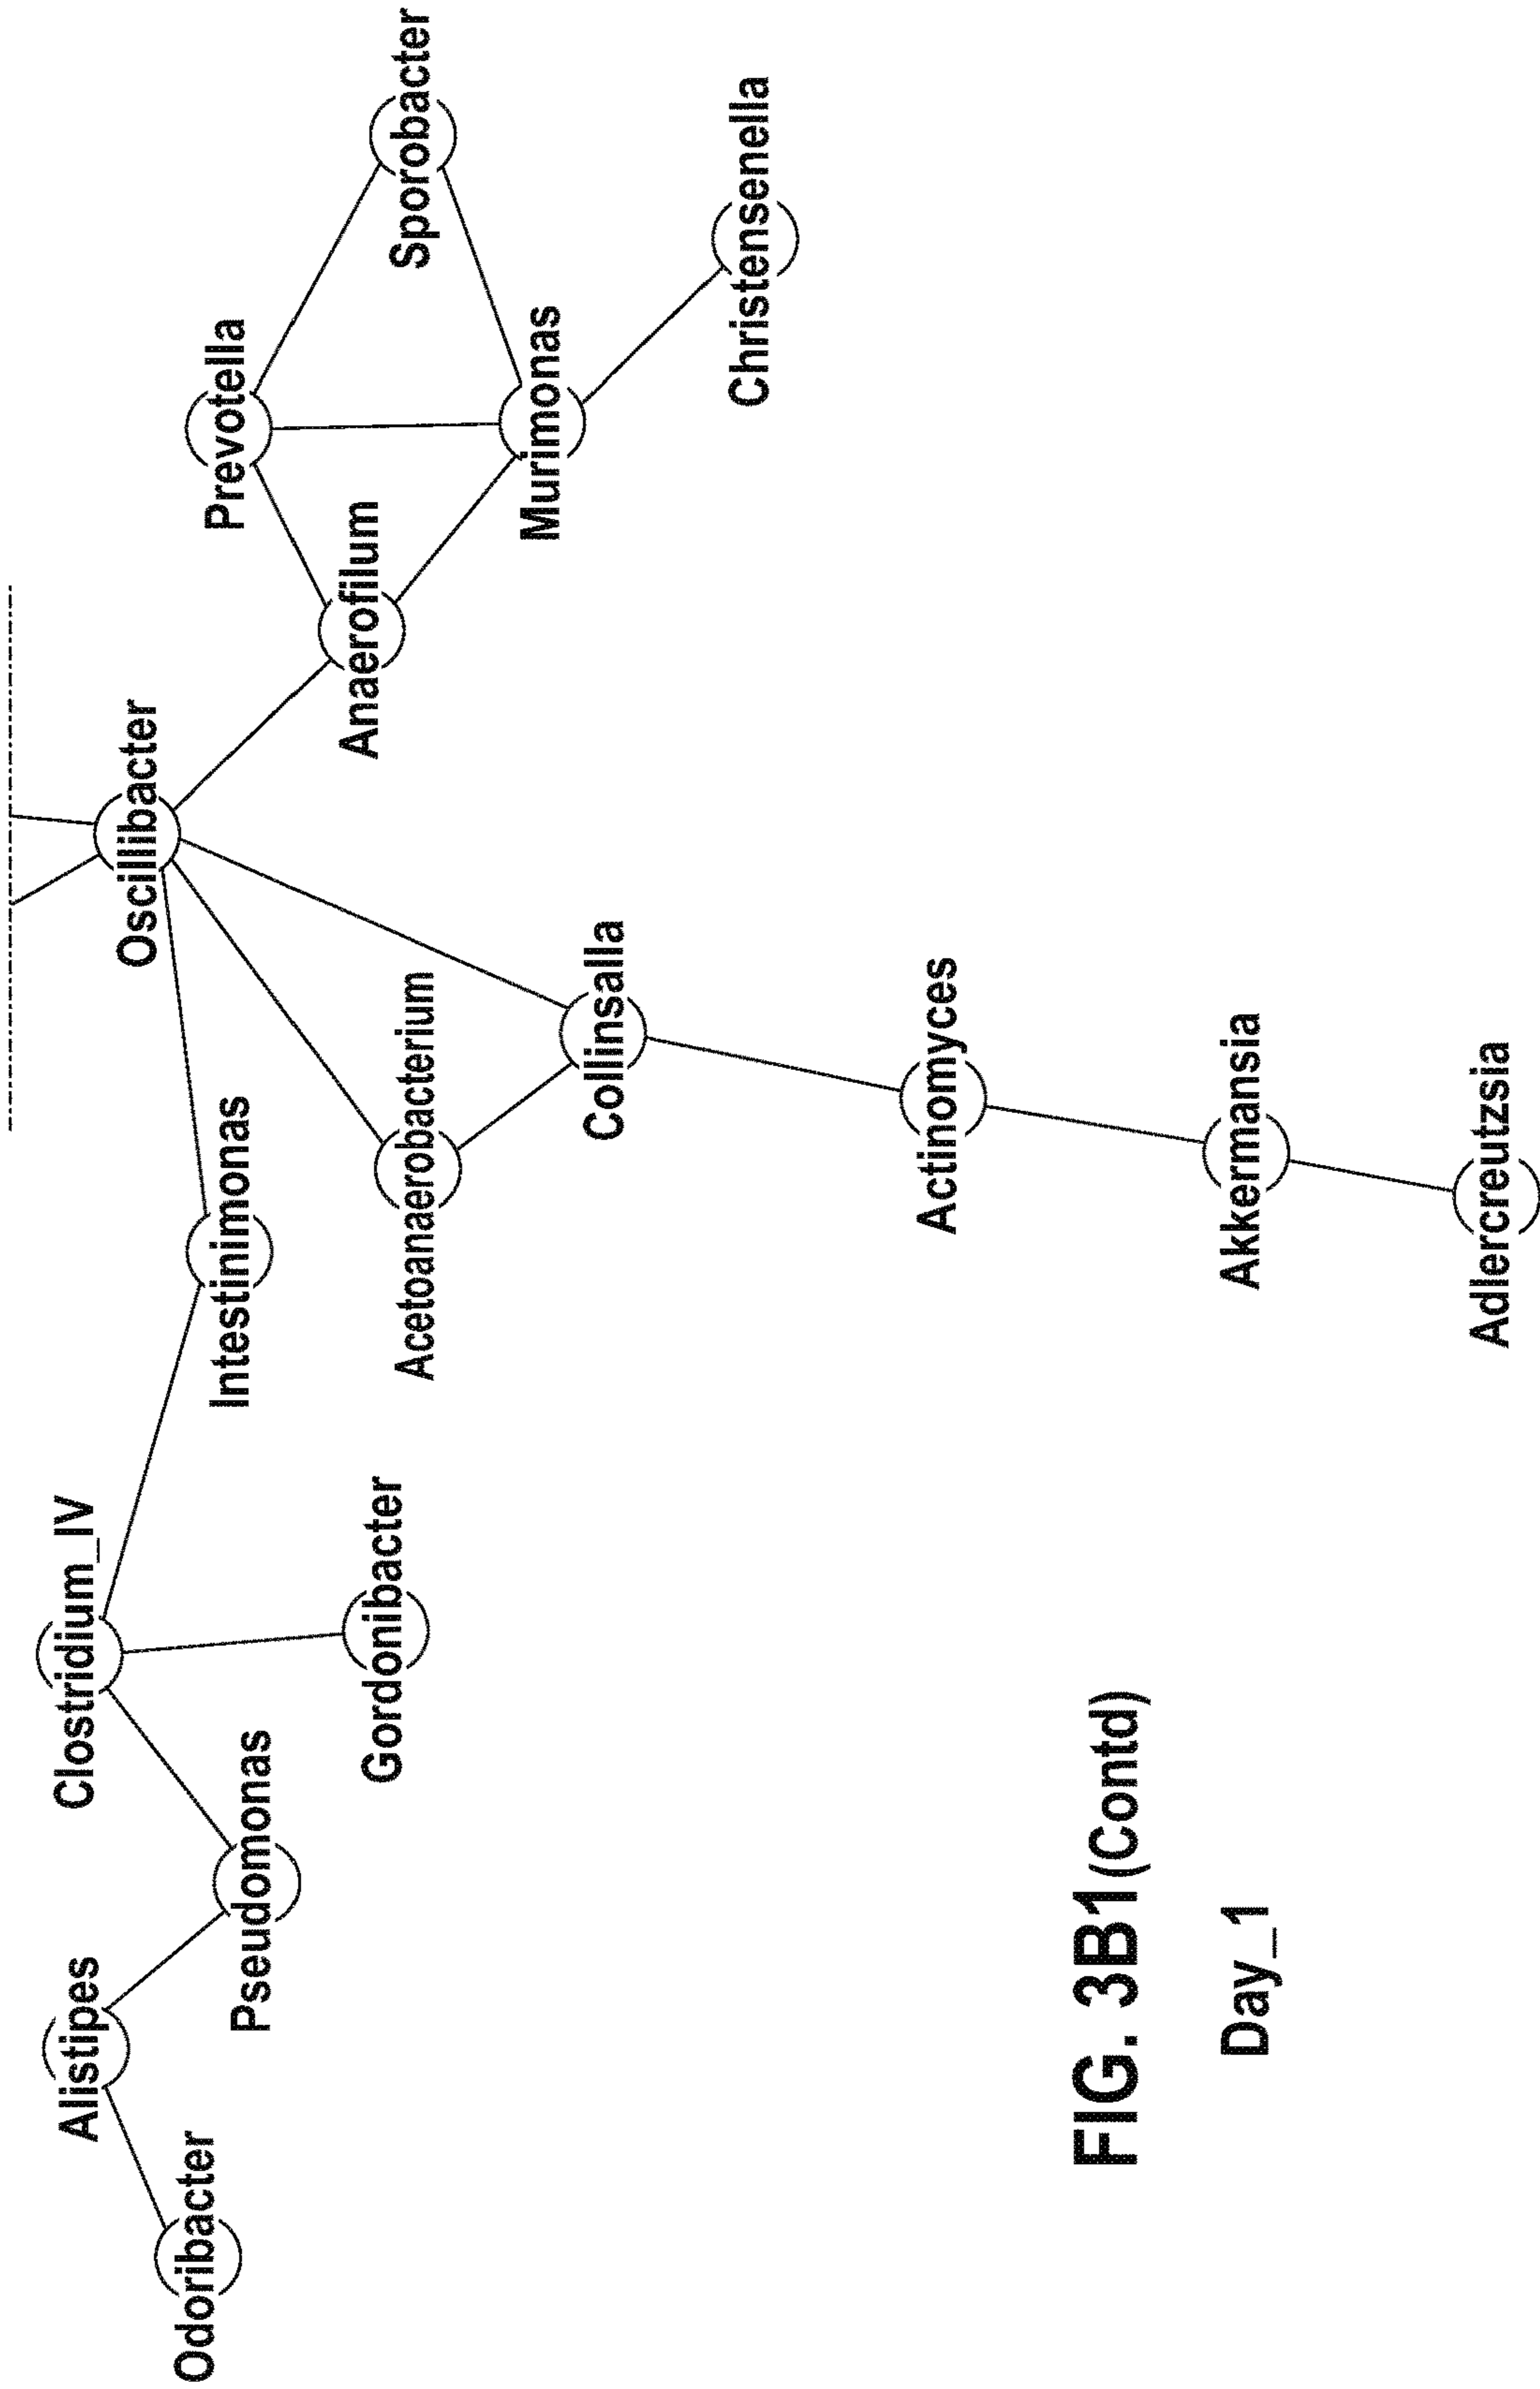 Odoribacter
Alistipes
Pseudomonas
Clostridium_IV
Gordonibacter
Intestinimonas
Acetoanaerobacterium
Oscillibacter
Collinsalla
Actinomyces
Akkermansia
Adlercreutzsia
Anaerofilum
Prevotella
Murimonas
Sporobacter
Christensenella
FIG. 3B1 (Contd)
Day_1